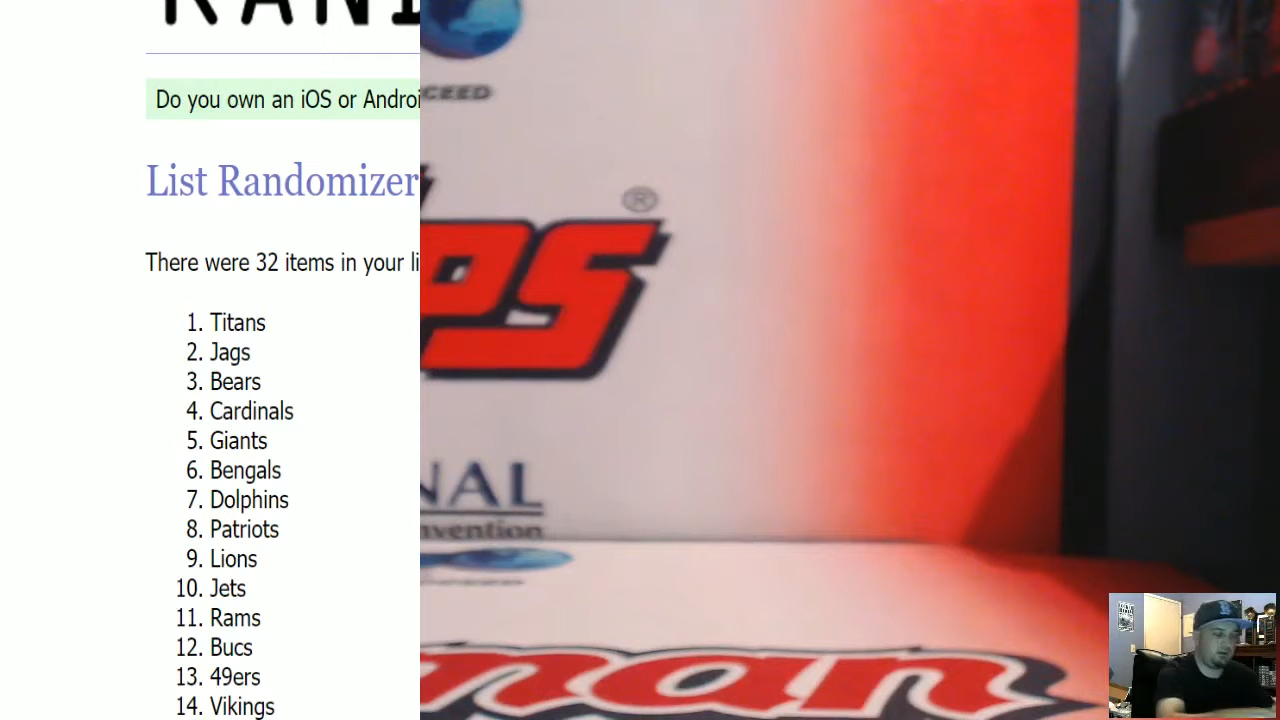 Do you own an iOS or Androi
CEED
List Randomizer
®
There were 32 items in your li
1. Titans
2. Jags
3. Bears
4. Cardinals
5. Giants
6. Bengals
NAL
7. Dolphins
8. Patriots
nvention
9. Lions
10. Jets
11. Rams
12. Bucs
13. 49ers
14. Vikings